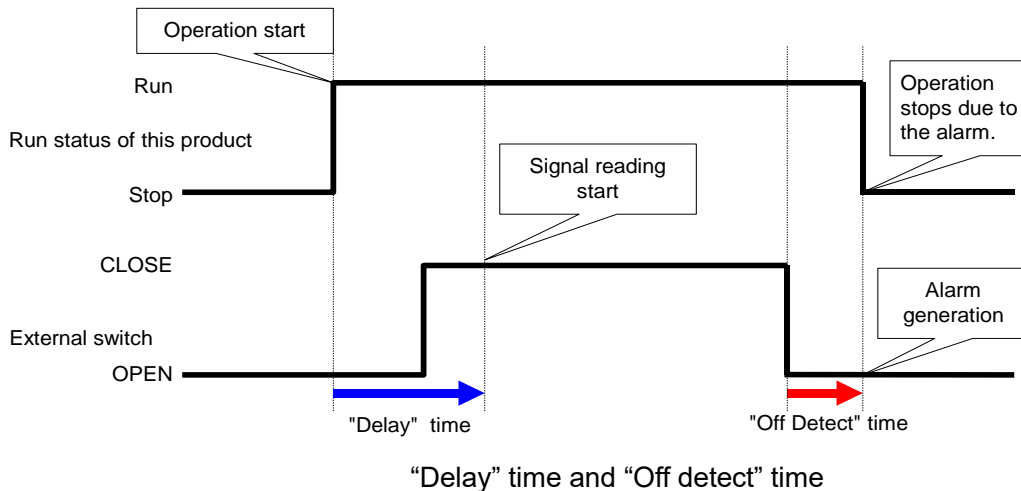 Operation start
Run
Operation
stops due to
the alarm.
Run status of this product
Signal reading
start
Stop
CLOSE
Alarm
generation
External switch
OPEN
"Delay" time
"Off Detect" time
“Delay” time and “Off detect” time